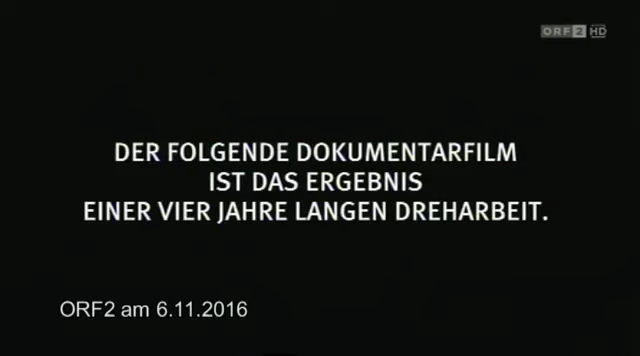 ORF2 HD
DER FOLGENDE DOKUMENTARFILM
IST DAS ERGEBNIS
EINER VIER JAHRE LANGEN DREHARBEIT.
ORF2 am 6.11.2016